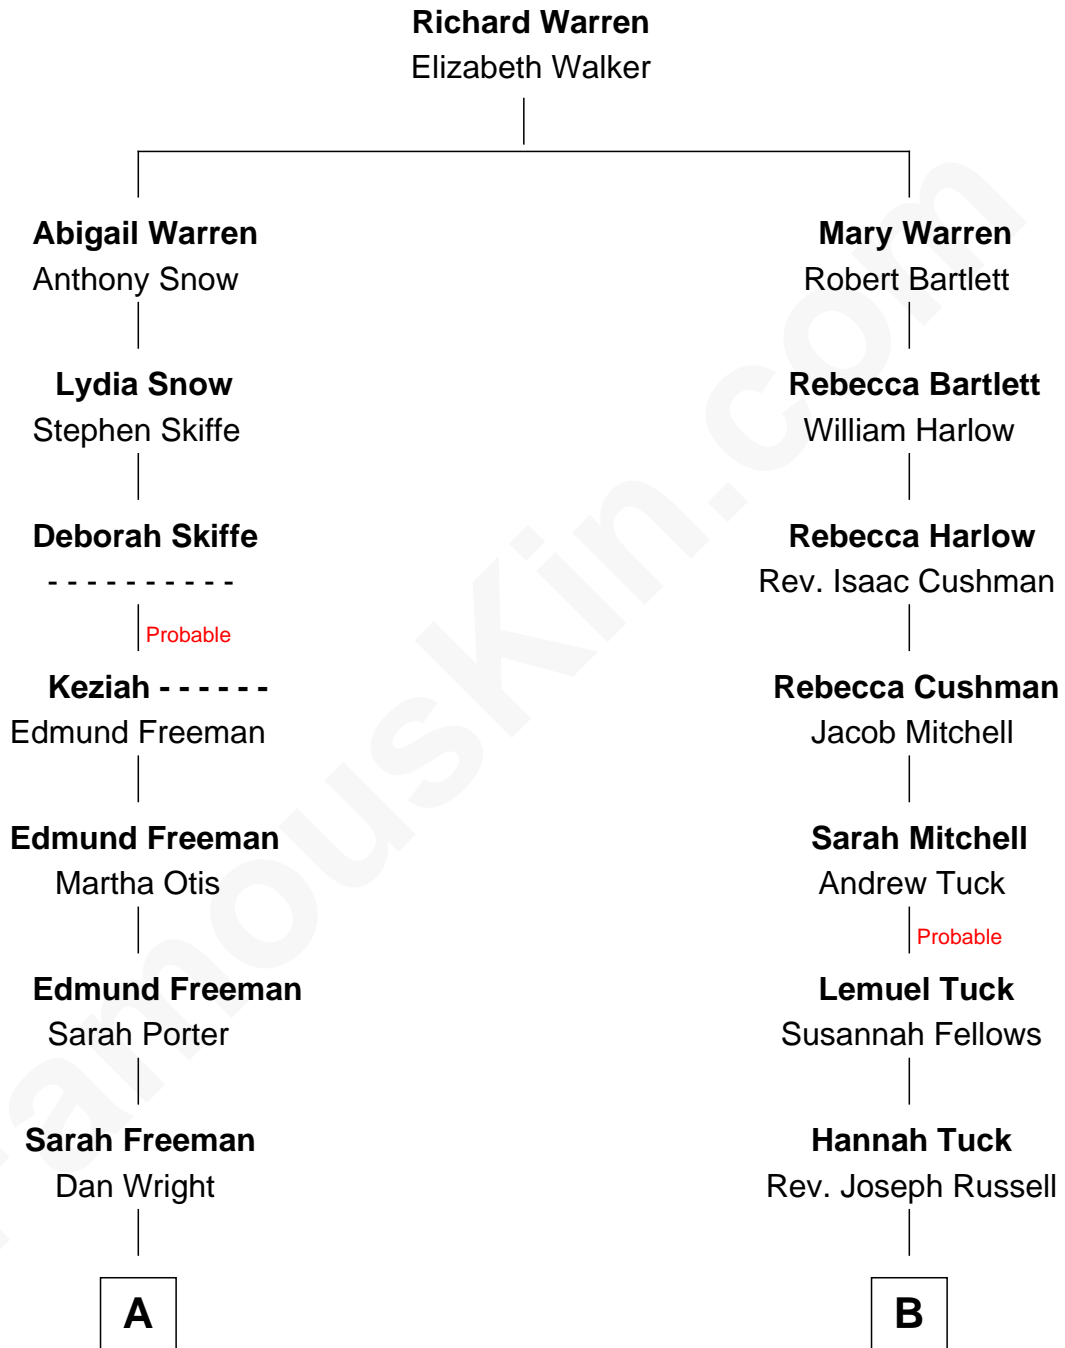 Richard Warren
Elizabeth Walker
Abigail Warren
Anthony Snow
Lydia Snow
Stephen Skiffe
Deborah Skiffe
- - - - - - - - - -
Probable
Keziah - - - - - -
Edmund Freeman
Edmund Freeman
Martha Otis
Edmund Freeman
Sarah Porter
Sarah Freeman
Dan Wright
A
Mary Warren
Robert Bartlett
Rebecca Bartlett
William Harlow
Rebecca Harlow
Rev. Isaac Cushman
Rebecca Cushman
Jacob Mitchell
Sarah Mitchell
Andrew Tuck
Probable
Lemuel Tuck
Susannah Fellows
Hannah Tuck
Rev. Joseph Russell
B
FamousKin.com